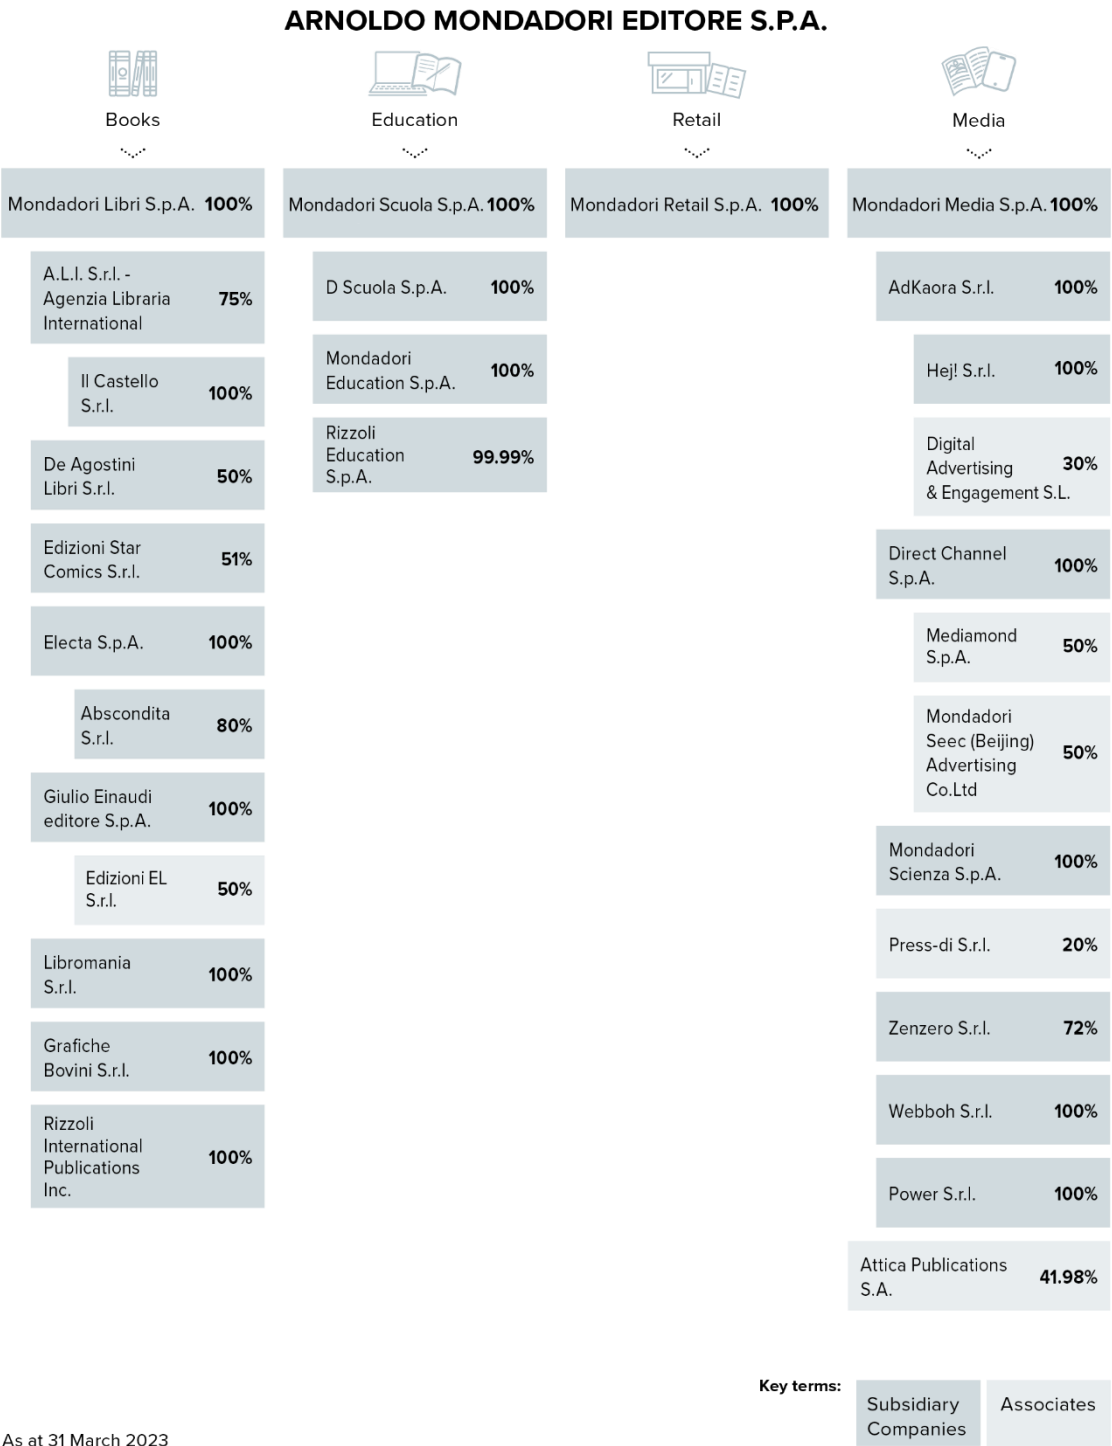 ARNOLDO MONDADORI EDITORE S.P.A.
Books
Mondadori Libri S.p.A. 100%
A.L.I. S.r.l. -
Agenzia Libraria 75%
International
Il Castello
S.r.l. 100%
De Agostini
Libri S.r.l. 50%
Edizioni Star
Comics S.r.l. 51%
Electa S.p.A. 100%
Abscondita
S.r.l. 80%
Giulio Einaudi
editore S.p.A. 100%
Edizioni EL
S.r.l. 50%
Libromania
S.r.l. 100%
Grafiche
Bovini S.r.l. 100%
Rizzoli
International
Publications 100%
Inc.
Education
Mondadori Scuola S.p.A. 100%
D Scuola S.p.A. 100%
Mondadori
Education S.p.A. 100%
Rizzoli
Education 99.99%
S.p.A.
Retail
Mondadori Retail S.p.A. 100%
Media
Mondadori Media S.p.A. 100%
AdKaora S.r.l. 100%
Hej! S.r.l. 100%
Digital
Advertising 30%
& Engagement S.L.
Direct Channel
S.p.A. 100%
Mediamond
S.p.A. 50%
Mondadori
Seec (Beijing)
Advertising 50%
Co.Ltd
Mondadori
Scienza S.p.A. 100%
Press-di S.r.l. 20%
Zenzero S.r.l. 72%
Webboh S.r.l. 100%
Power S.r.l. 100%
Attica Publications
S.A. 41.98%
Key terms:
Subsidiary
Companies
Associates
As at 31 March 2023